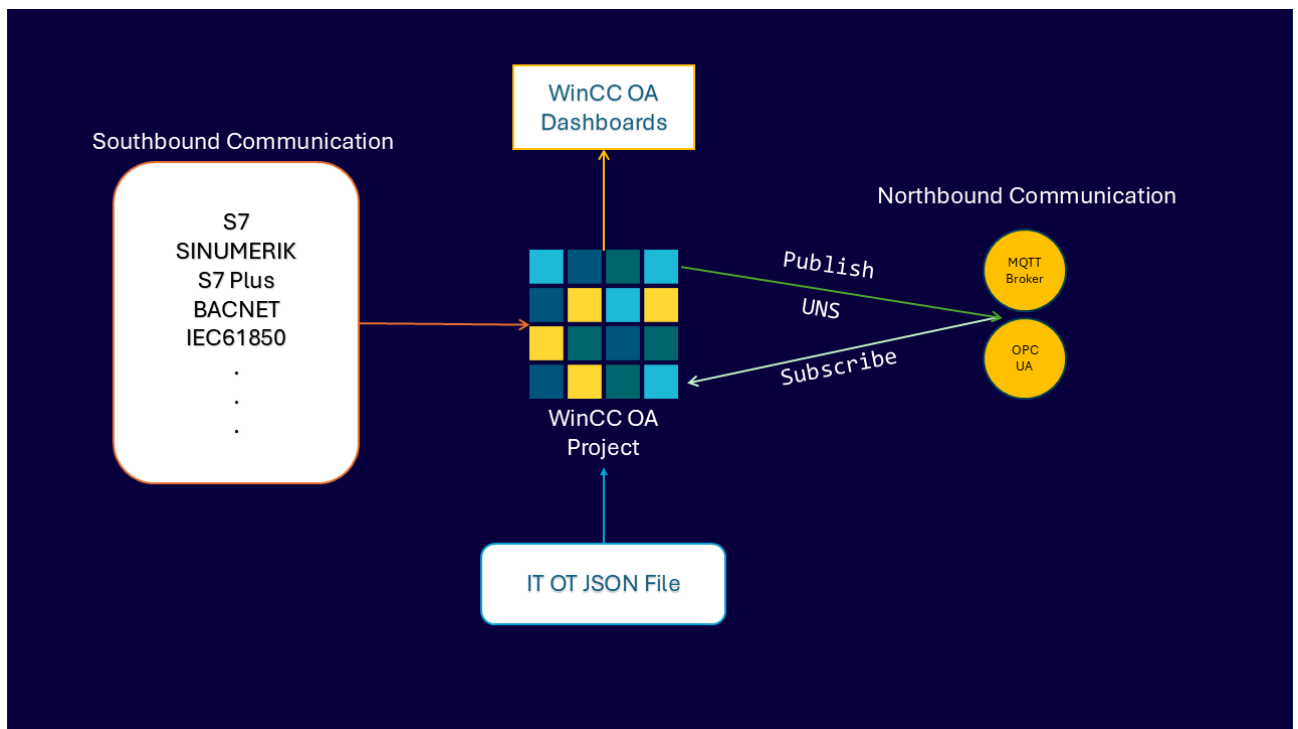 WinCC OA
Dashboards
Southbound Communication
S7
SINUMERIK
S7 Plus
BACNET
IEC61850
.
.
.
Northbound Communication
MQTT
Broker
OPC
UA
Publish
UNS
Subscribe
WinCC OA
Project
IT OT JSON File